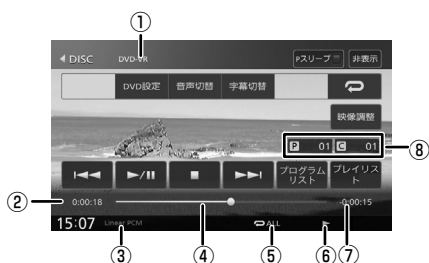 ①
DISC DVD-VR Pスリープ 非表示
DVD設定 音声切替 字幕切替
映像調整
P 01 C 01 ⑧
プログラムリスト プレイリスト
② 0:00:18 -0:00:15
15:07 Linear PCM ALL
③ ④ ⑤ ⑥ ⑦